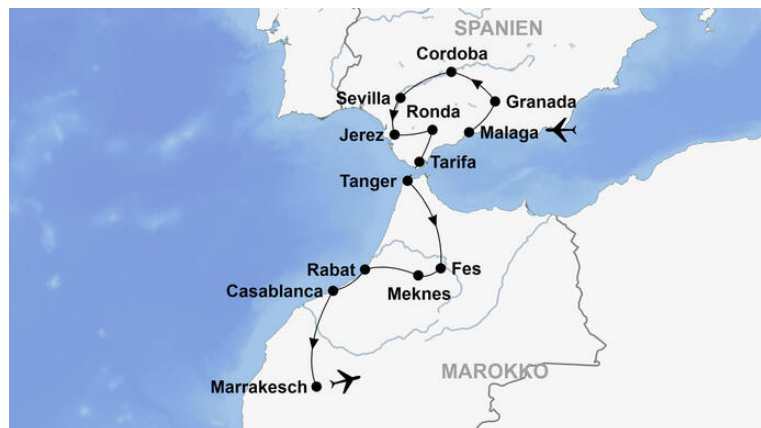 SPANIEN
Cordoba
Sevilla
Granada
Ronda
Jerez
Malaga
Tarifa
Tanger
Rabat
Fes
Casablanca
Meknes
MAROKKO
Marrakesch